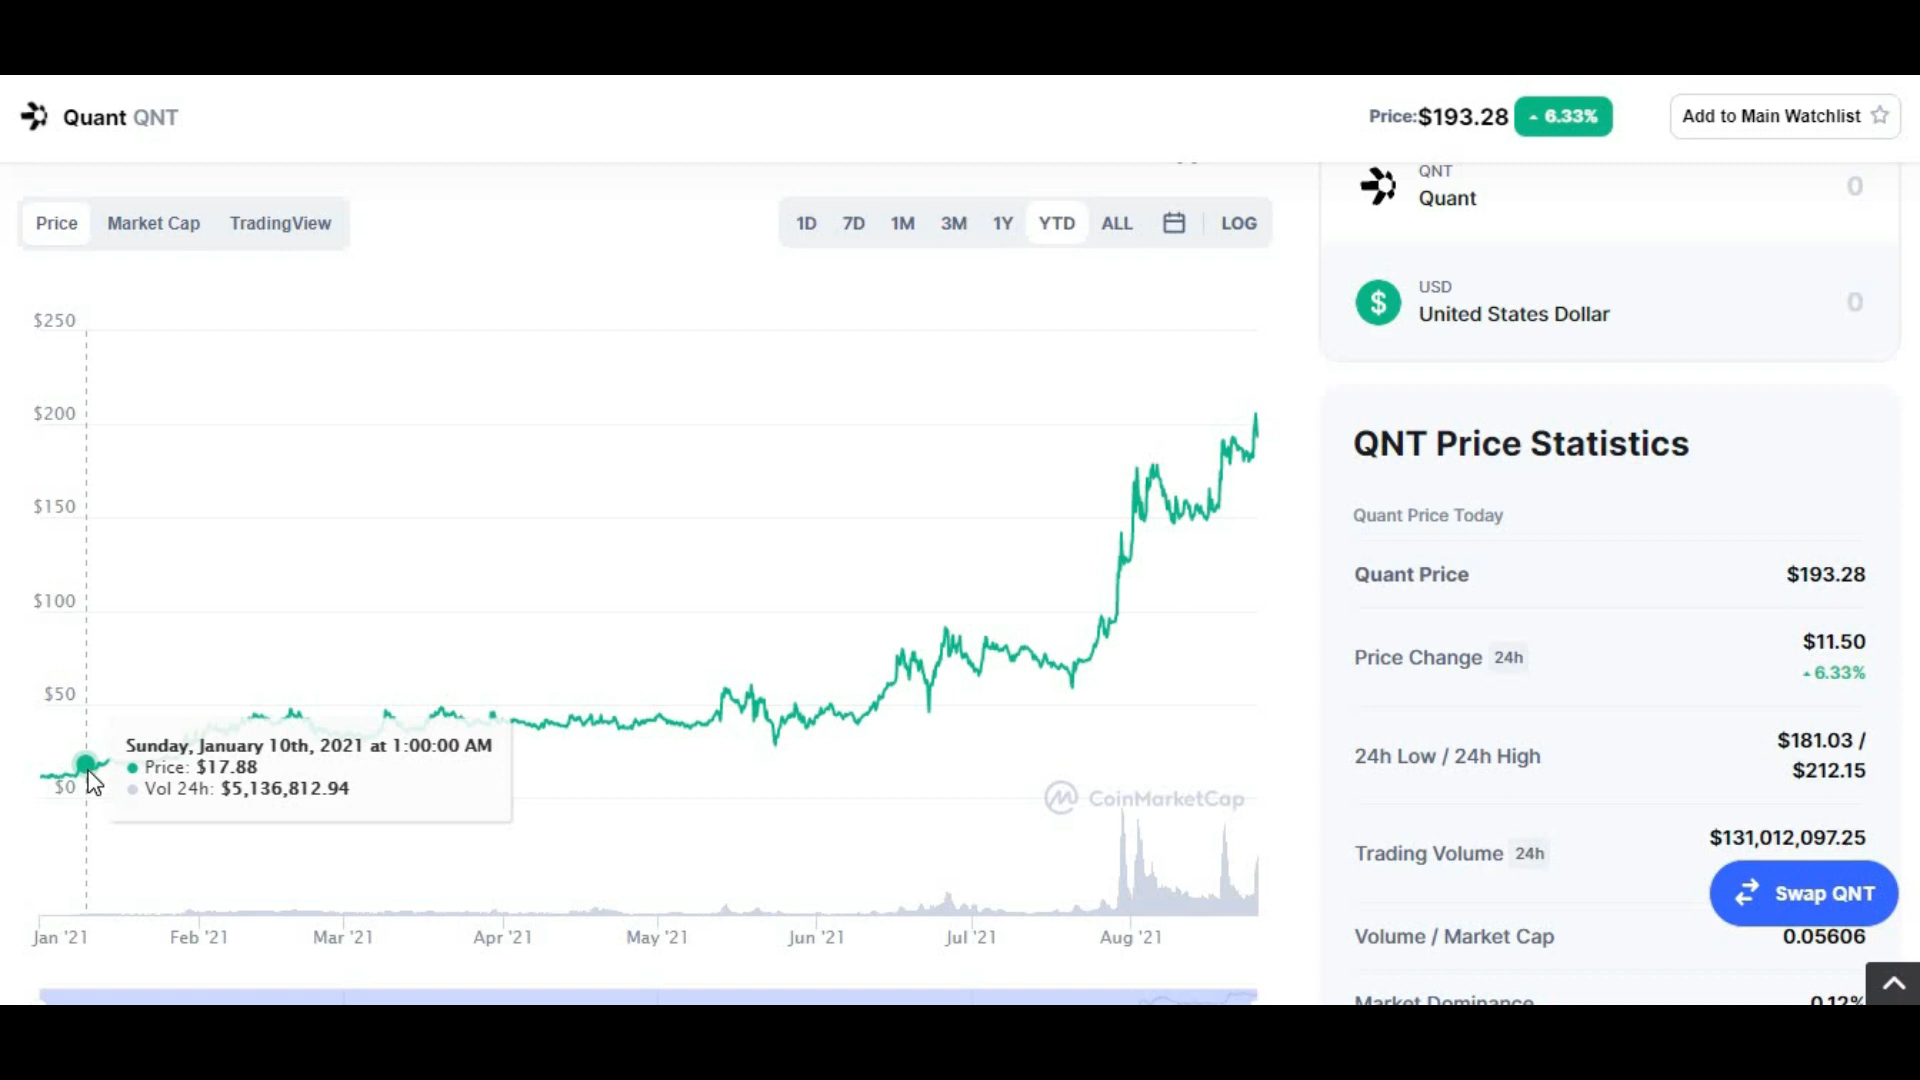 Quant QNT
Price:$193.28 6.33%
Add to Main Watchlist
Price Market Cap TradingView
1D 7D 1M 3M 1Y YTD ALL LOG
QNT
Quant
0
USD
United States Dollar
0
$250
$200
$150
$100
$50
$0
Sunday, January 10th, 2021 at 1:00:00 AM
Price: $17.88
Vol 24h: $5,136,812.94
CoinMarketCap
Jan '21 Feb '21 Mar '21 Apr '21 May '21 Jun '21 Jul '21 Aug '21
QNT Price Statistics
Quant Price Today
Quant Price $193.28
Price Change 24h $11.50
6.33%
24h Low / 24h High $181.03 /
$212.15
Trading Volume 24h $131,012,097.25
Swap QNT
Volume / Market Cap 0.05606
Market Dominance 0.12%